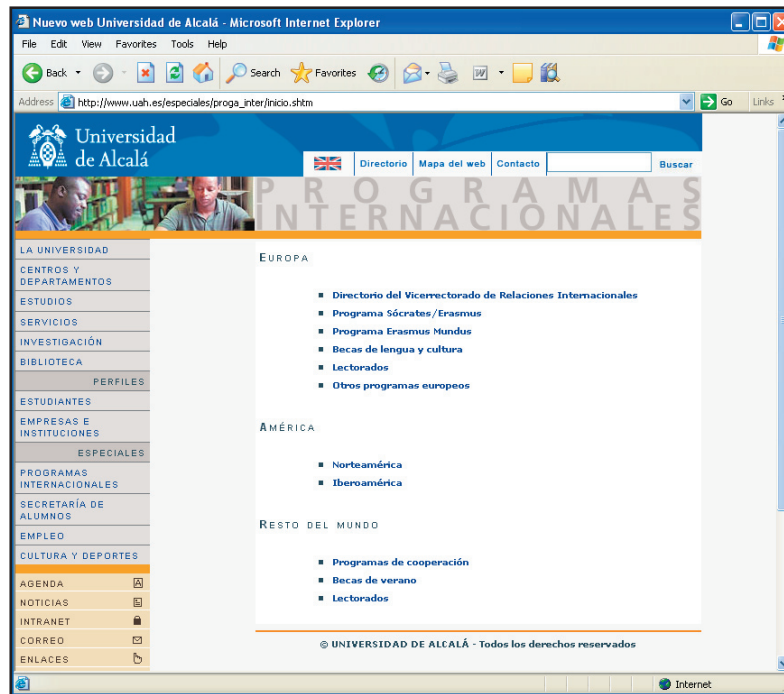 Nuevo web Universidad de Alcalá - Microsoft Internet Explorer
File Edit View Favorites Tools Help
Back Search Favorites
Address http://www.uah.es/especiales/proga_inter/inicio.shtm Go Links
Universidad
de Alcalá
Directorio Mapa del web Contacto Buscar
PROGRAMAS
INTERNACIONALES
LA UNIVERSIDAD
CENTROS Y
DEPARTAMENTOS
ESTUDIOS
SERVICIOS
INVESTIGACIÓN
BIBLIOTECA
PERFILES
ESTUDIANTES
EMPRESAS E
INSTITUCIONES
ESPECIALES
PROGRAMAS
INTERNACIONALES
SECRETARÍA DE
ALUMNOS
EMPLEO
CULTURA Y DEPORTES
AGENDA
NOTICIAS
INTRANET
CORREO
ENLACES
EUROPA
Directorio del Vicerrectorado de Relaciones Internacionales
Programa Sócrates/Erasmus
Programa Erasmus Mundus
Becas de lengua y cultura
Lectorados
Otros programas europeos
AMÉRICA
Norteamérica
Iberoamérica
RESTO DEL MUNDO
Programas de cooperación
Becas de verano
Lectorados
© UNIVERSIDAD DE ALCALÁ - Todos los derechos reservados
Internet